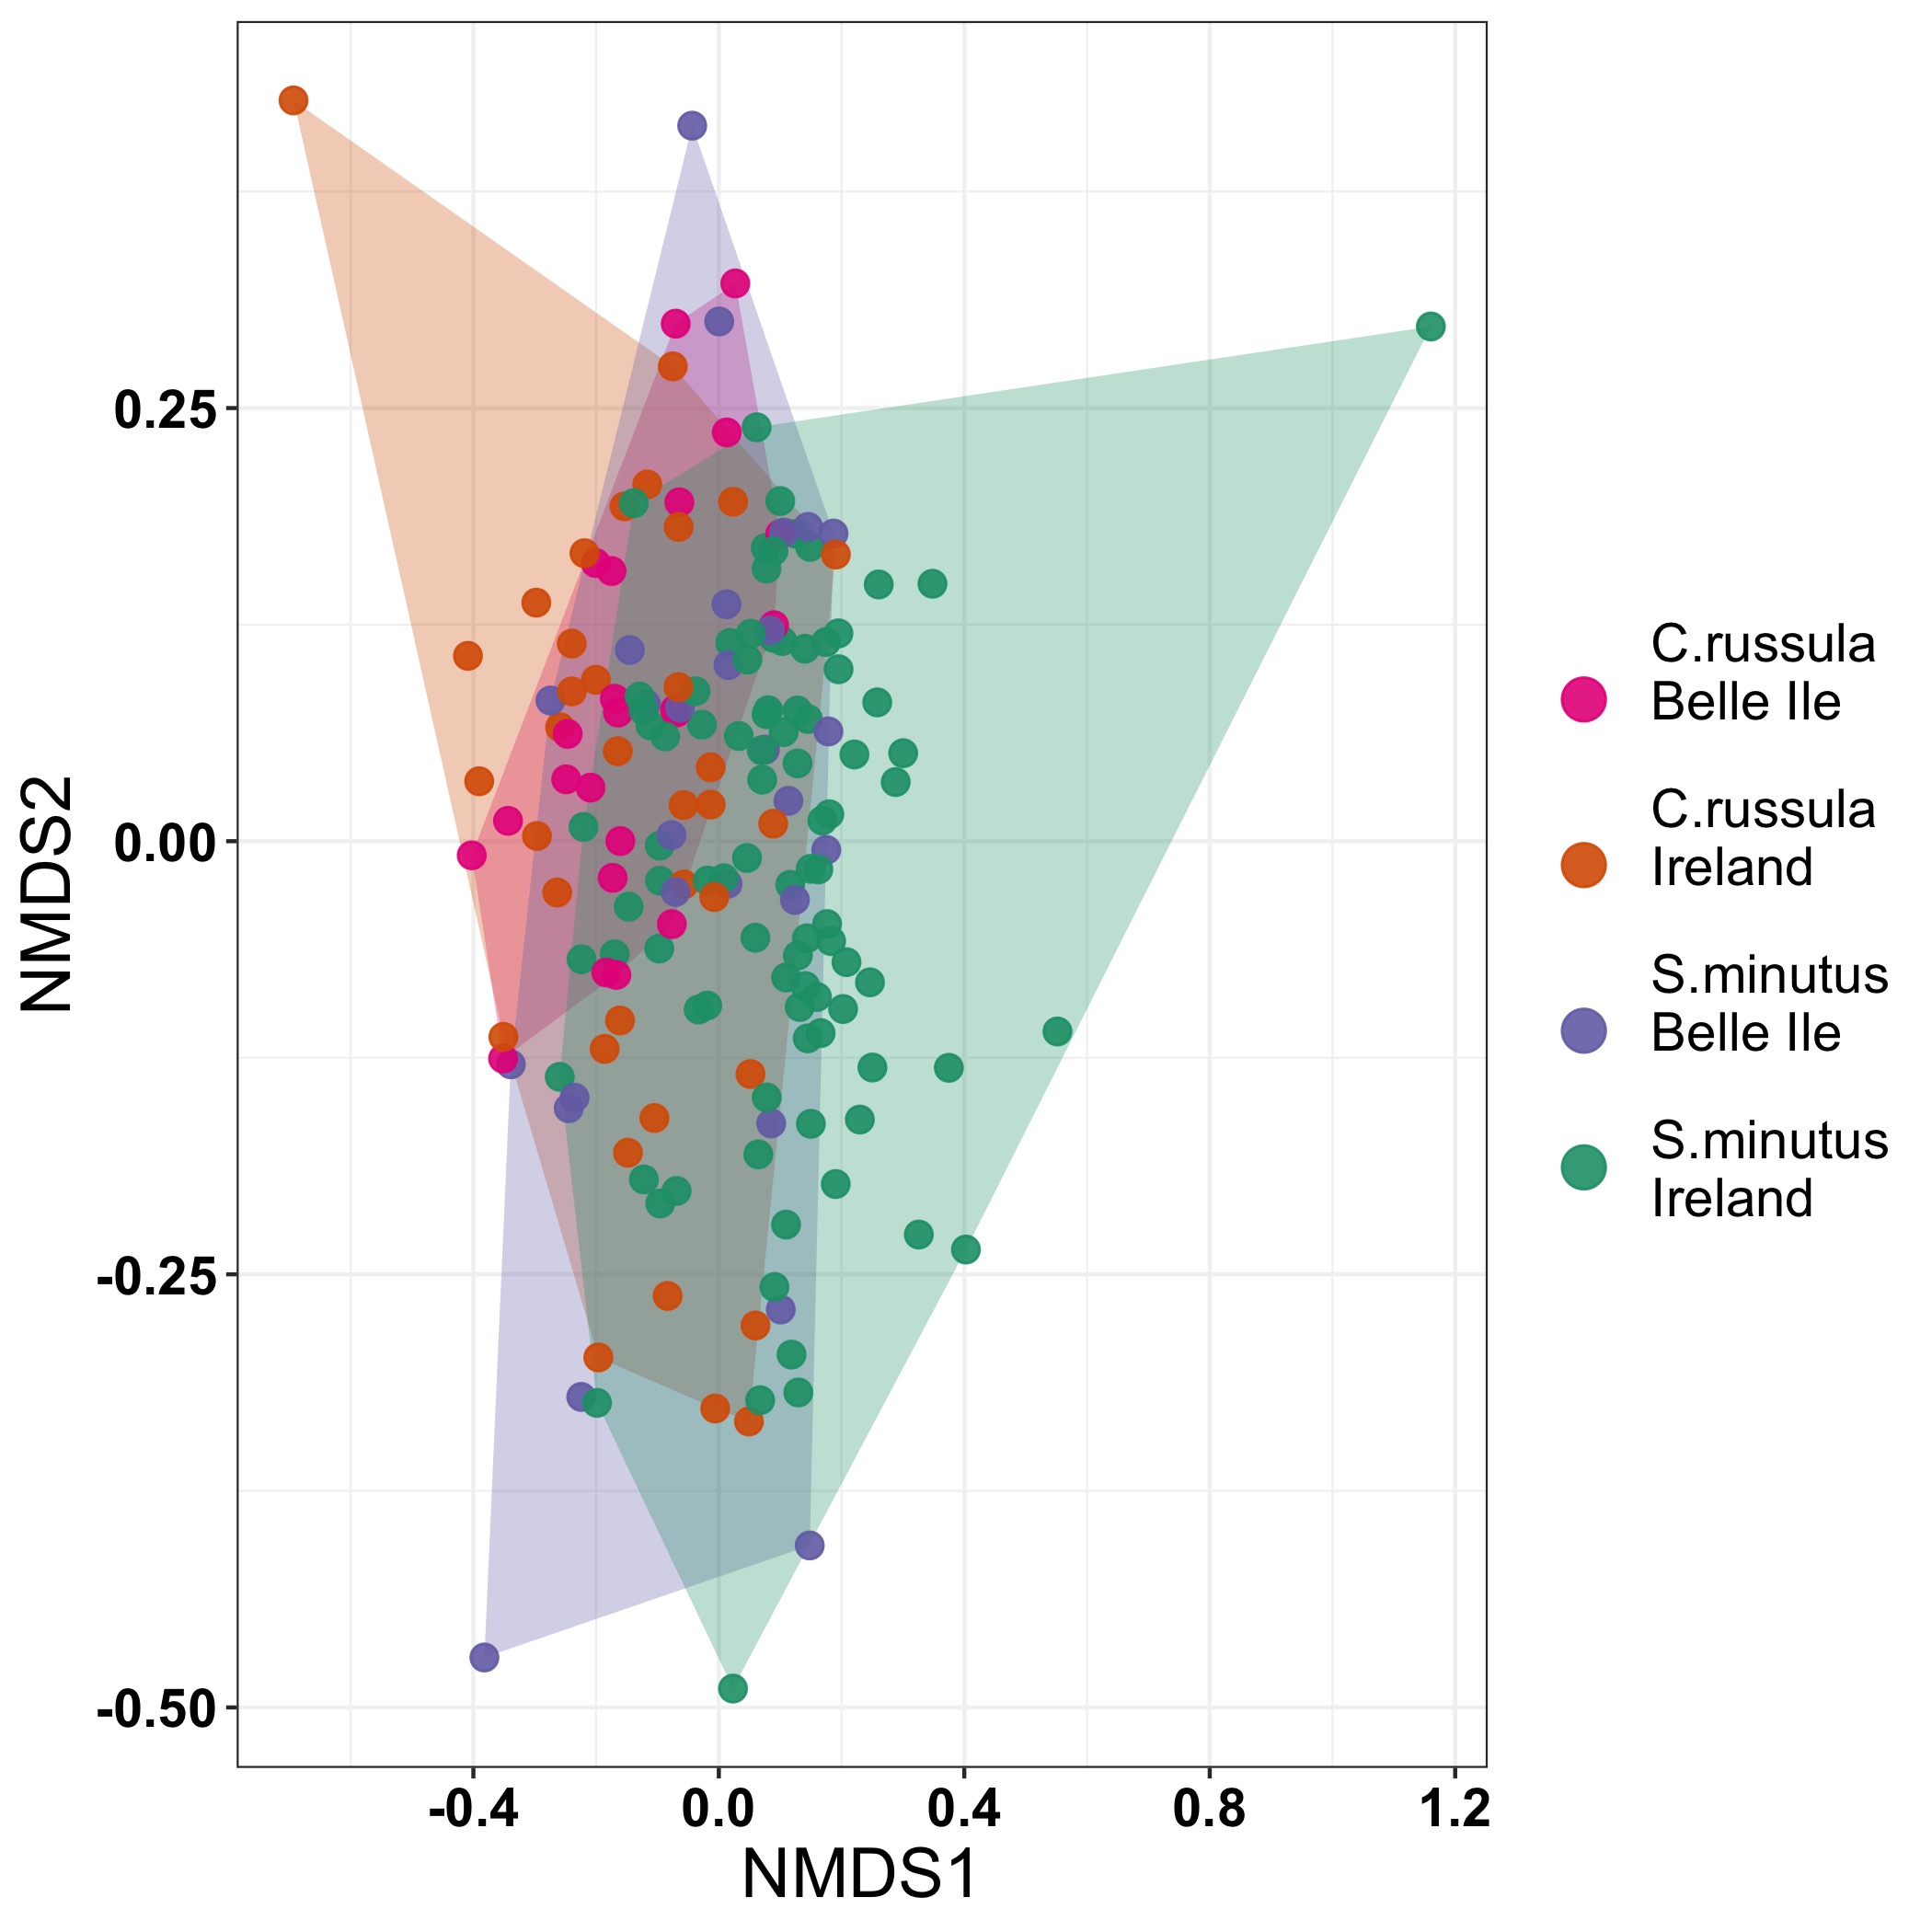 NMDS2
0.25
0.00
-0.25
-0.50
-0.4 0.0 0.4 0.8 1.2
NMDS1
C.russula
Belle Ile
C.russula
Ireland
S.minutus
Belle Ile
S.minutus
Ireland